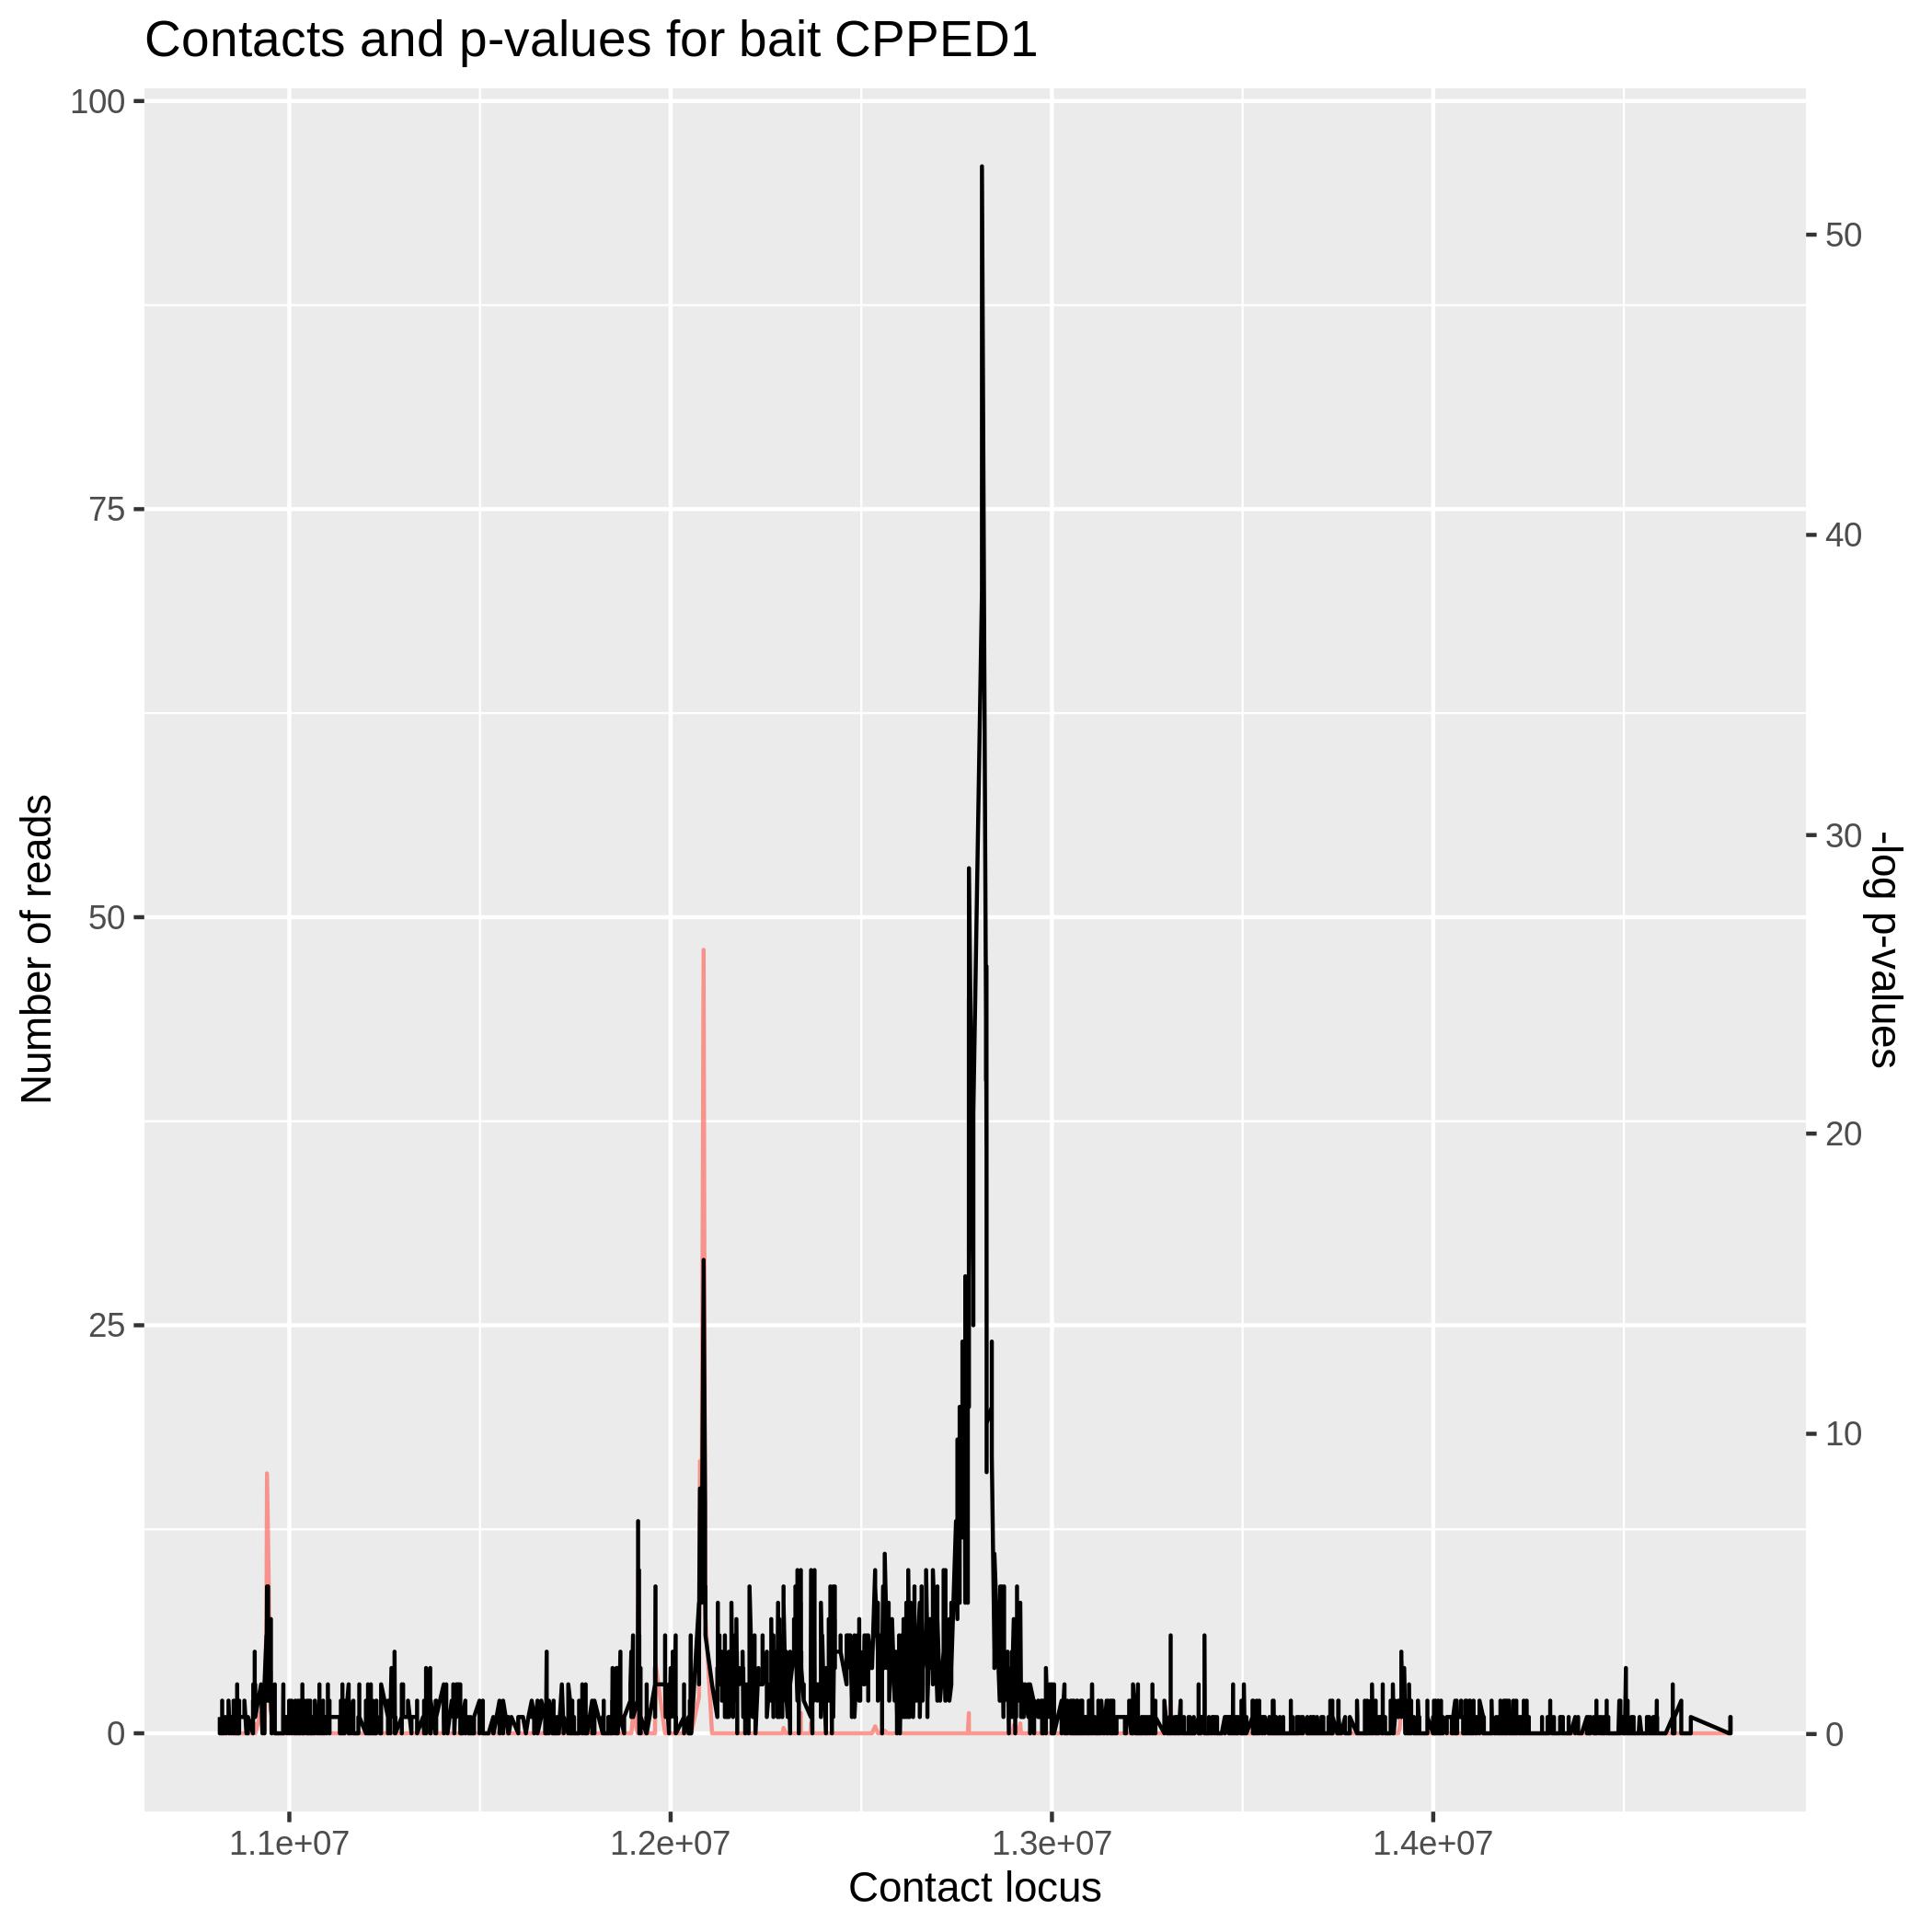 Contacts and p-values for bait CPPED1
100
75
50
25
0
50
40
30
20
10
0
Number of reads
-log p-values
1.1e+07 1.2e+07 1.3e+07 1.4e+07
Contact locus